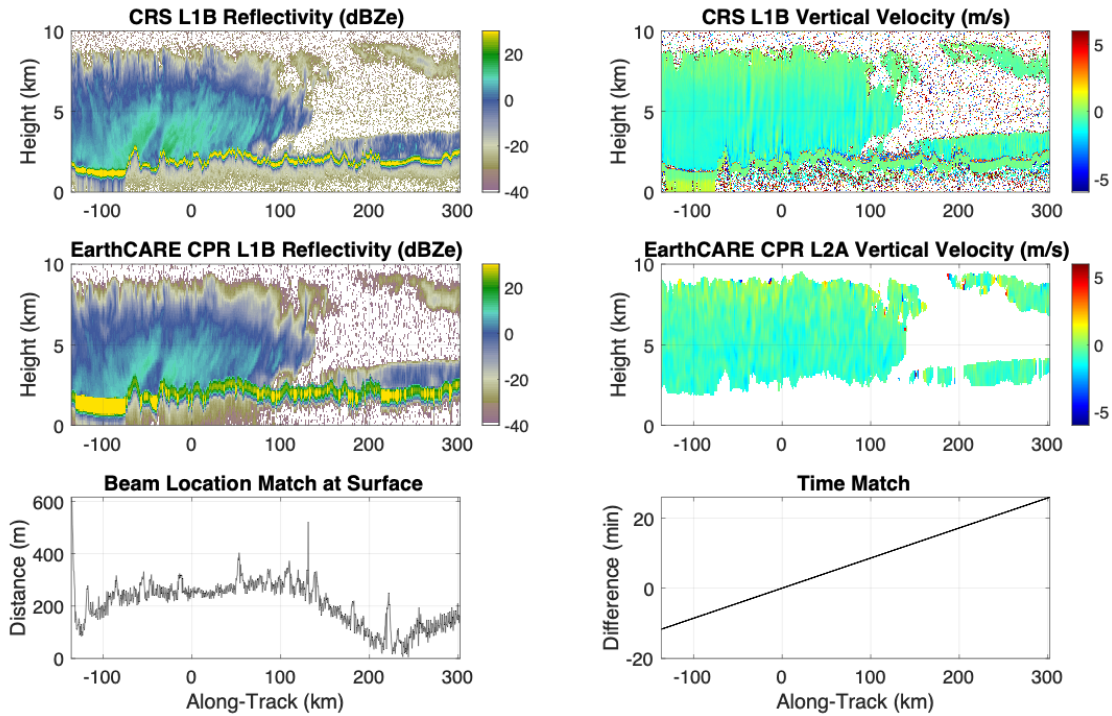 CRS L1B Reflectivity (dBZe)
10
5
0
Height (km)
-100 0 100 200 300
20
0
-20
-40
CRS L1B Vertical Velocity (m/s)
10
5
0
Height (km)
-100 0 100 200 300
5
0
-5
EarthCARE CPR L1B Reflectivity (dBZe)
10
5
0
Height (km)
-100 0 100 200 300
20
0
-20
-40
EarthCARE CPR L2A Vertical Velocity (m/s)
10
5
0
Height (km)
-100 0 100 200 300
5
0
-5
Beam Location Match at Surface
600
400
200
0
Distance (m)
-100 0 100 200 300
Along-Track (km)
Time Match
20
0
-20
Difference (min)
-100 0 100 200 300
Along-Track (km)